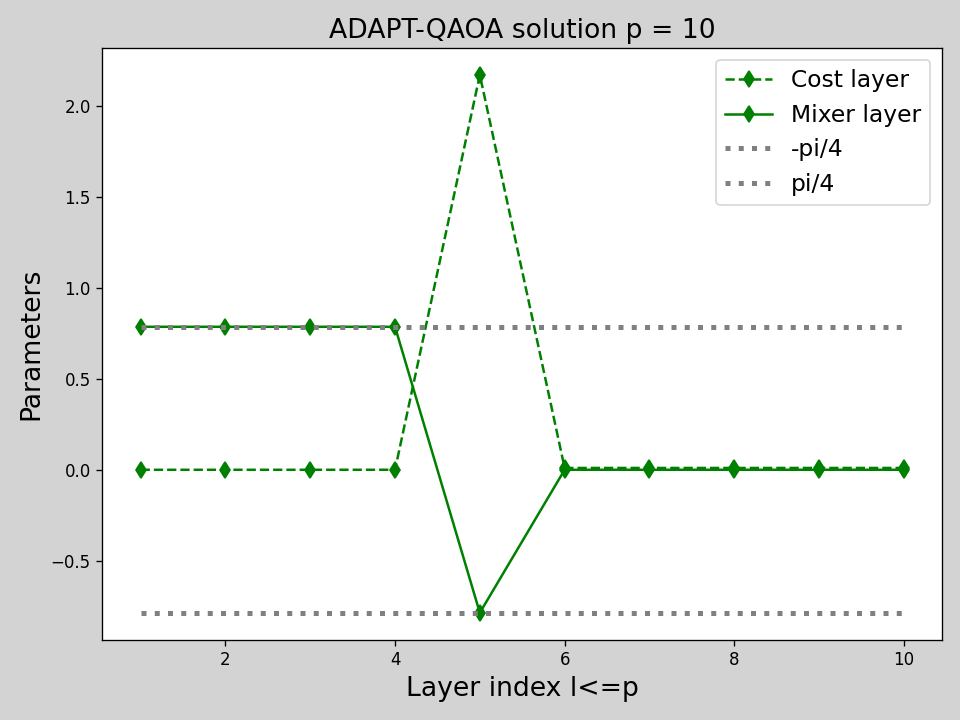 ADAPT-QAOA solution p = 10
Cost layer
Mixer layer
-pi/4
pi/4
Parameters
2.0
1.5
1.0
0.5
0.0
−0.5
2 4 6 8 10
Layer index l<=p